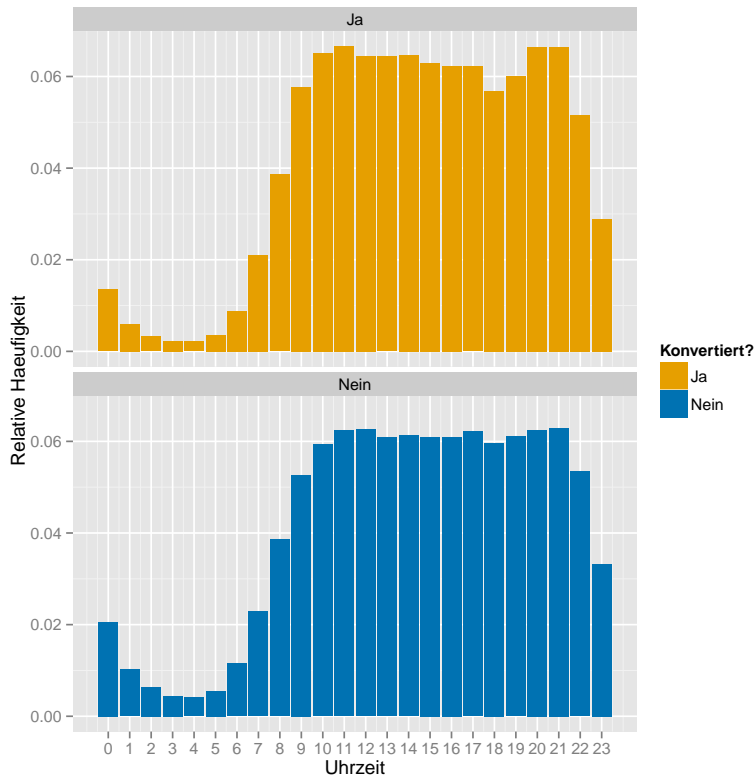 Ja
0.06
0.04
0.02
0.00
Nein
0.06
0.04
0.02
0.00
0 1 2 3 4 5 6 7 8 9 10 11 12 13 14 15 16 17 18 19 20 21 22 23
Uhrzeit
Relative Haeufigkeit
Konvertiert?
Ja
Nein